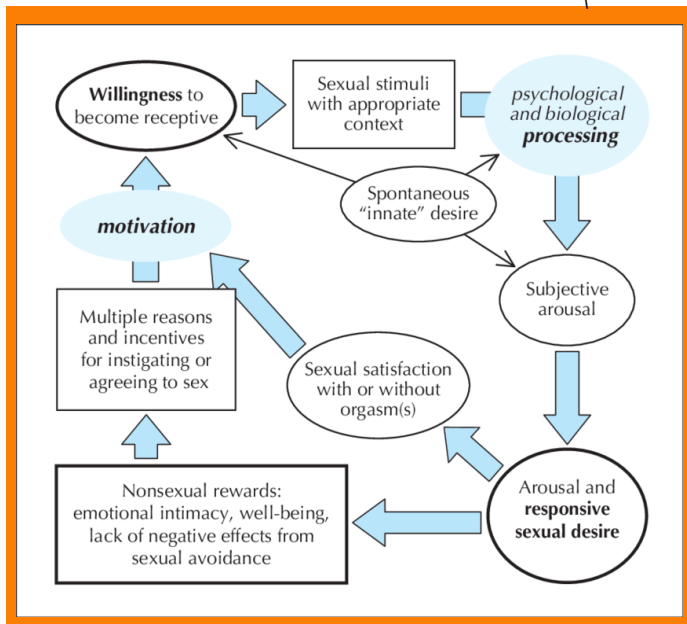 Willingness to
become receptive
Sexual stimuli
with appropriate
context
psychological
and biological
processing
Spontaneous
“innate” desire
motivation
Subjective
arousal
Multiple reasons
and incentives
for instigating or
agreeing to sex
Sexual satisfaction
with or without
orgasm(s)
Nonsexual rewards:
emotional intimacy, well-being,
lack of negative effects from
sexual avoidance
Arousal and
responsive
sexual desire